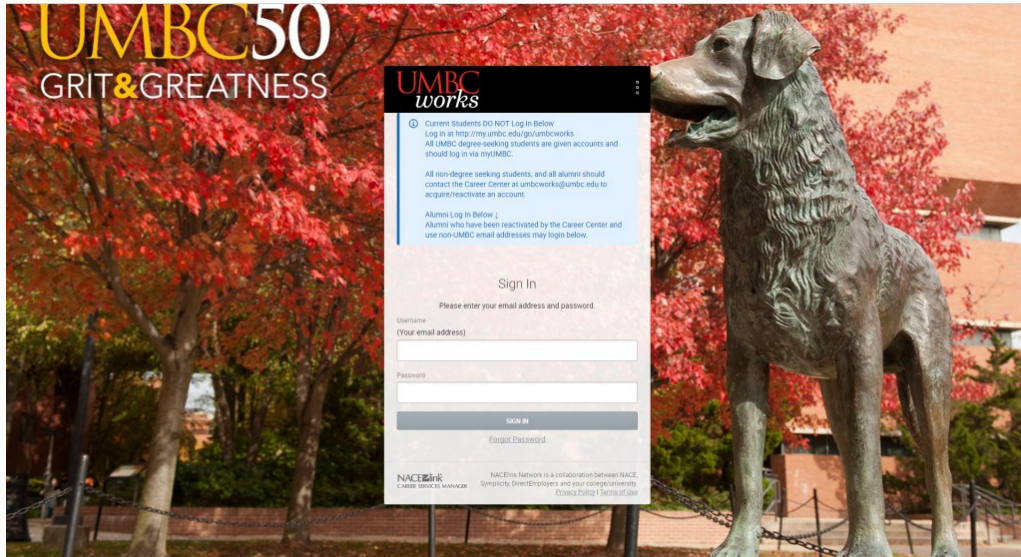 UMBC50
GRIT&GREATNESS
UMBC
works
Current Students DO NOT Log In Below
Log in at http://my.umbc.edu/go/umbcworks
All UMBC degree-seeking students are given accounts and
should log in via myUMBC.
All non-degree seeking students, and all alumni should
contact the Career Center at umbcworks@umbc.edu to
acquire/reactivate an account.
Alumni Log In Below ↓
Alumni who have been reactivated by the Career Center and
use non-UMBC email addresses may login below.
Sign In
Please enter your email address and password.
Username
(Your email address)
Password
SIGN IN
Forgot Password
NACElink
CAREER SERVICES MANAGER
NACElink Network is a collaboration between NACE,
Symplicity, DirectEmployers and your college/university.
Privacy Policy | Terms of Use